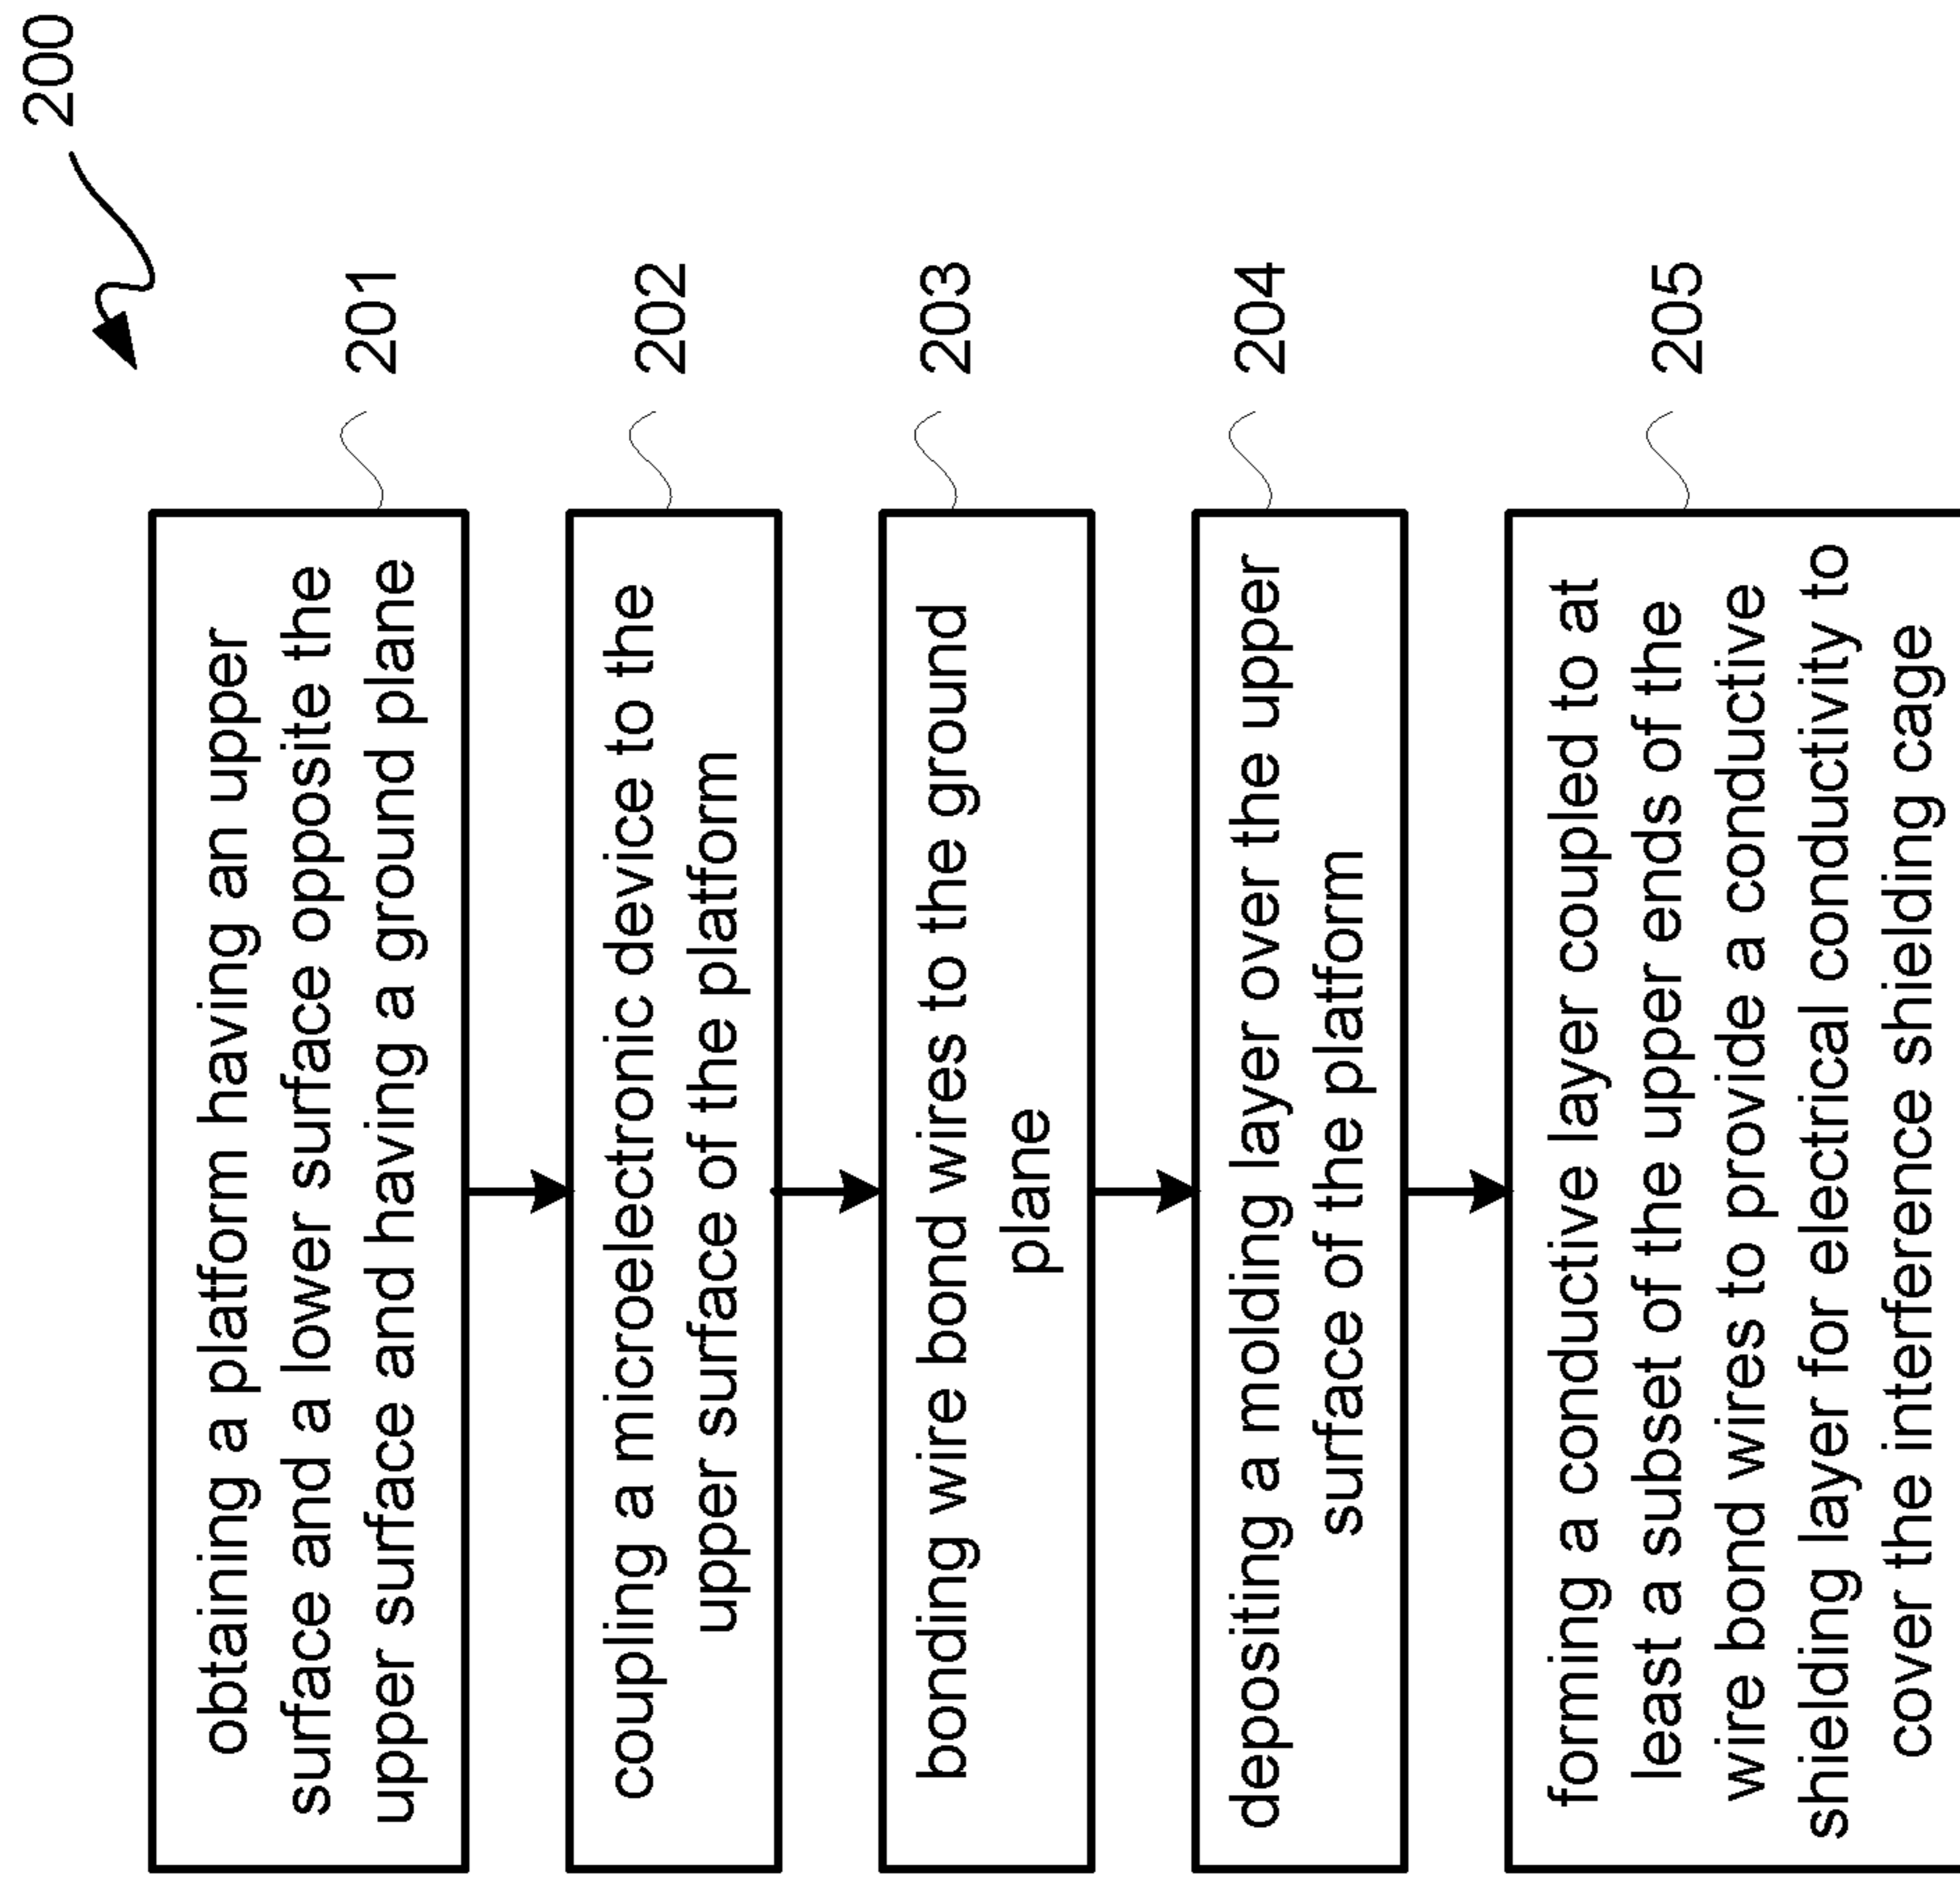 200
obtaining a platform having an upper
surface and a lower surface opposite the
upper surface and having a ground plane
201
coupling a microelectronic device to the
upper surface of the platform
202
bonding wire bond wires to the ground
plane
203
depositing a molding layer over the upper
surface of the platform
204
forming a conductive layer coupled to at
least a subset of the upper ends of the
wire bond wires to provide a conductive
shielding layer for electrical conductivity to
cover the interference shielding cage
205